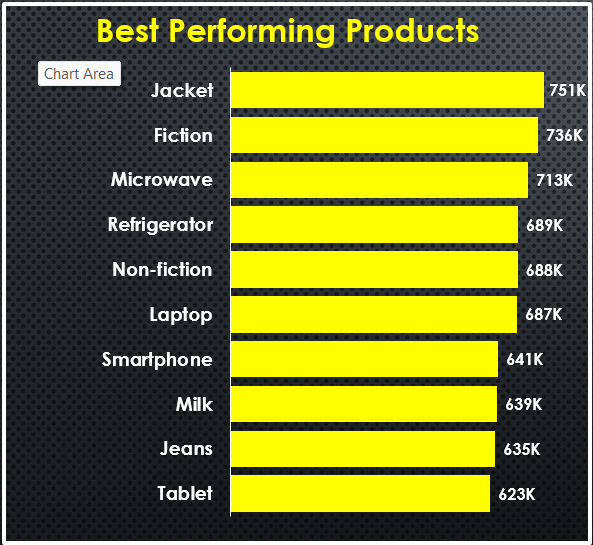 Best Performing Products
Chart Area
Jacket 751K
Fiction 736K
Microwave 713K
Refrigerator 689K
Non-fiction 688K
Laptop 687K
Smartphone 641K
Milk 639K
Jeans 635K
Tablet 623K